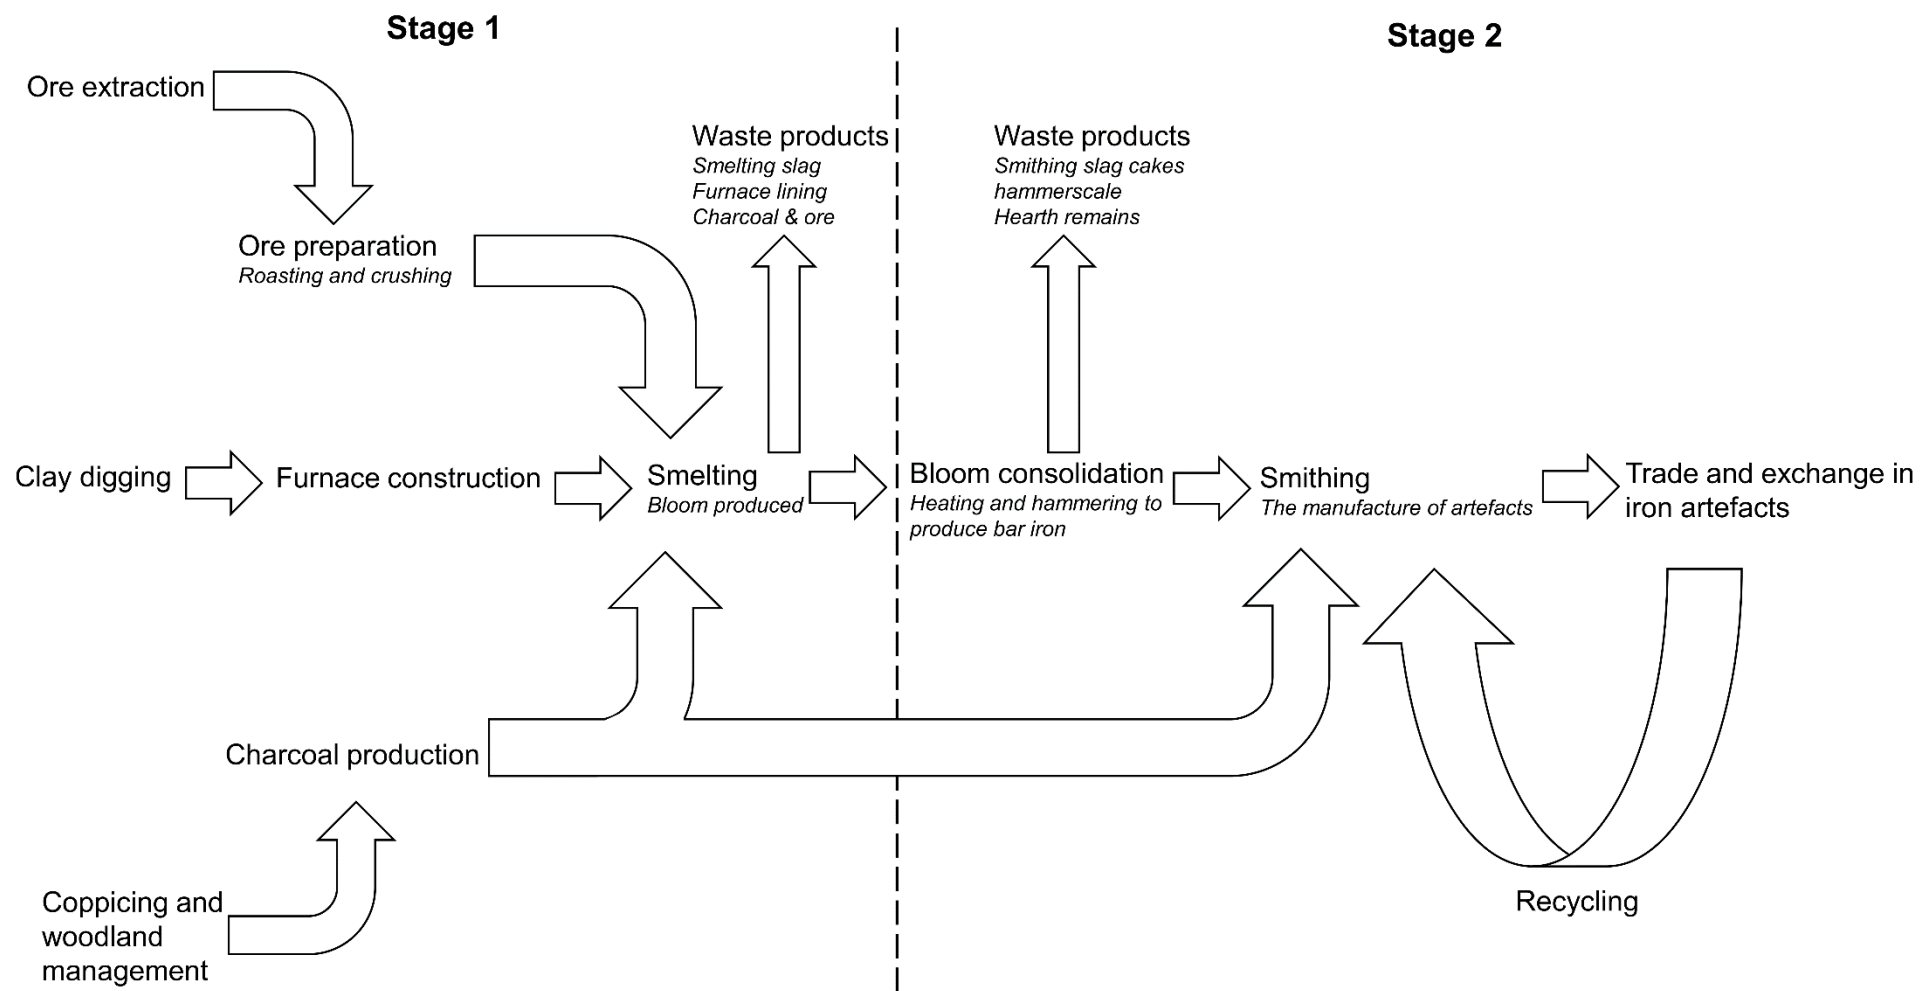 Stage 1
Stage 2
Ore extraction
Waste products
Smelting slag
Furnace lining
Charcoal & ore
Waste products
Smithing slag cakes
hammerscale
Hearth remains
Ore preparation
Roasting and crushing
Clay digging
Furnace construction
Smelting
Bloom produced
Bloom consolidation
Heating and hammering to
produce bar iron
Smithing
The manufacture of artefacts
Trade and exchange in
iron artefacts
Charcoal production
Coppicing and
woodland
management
Recycling